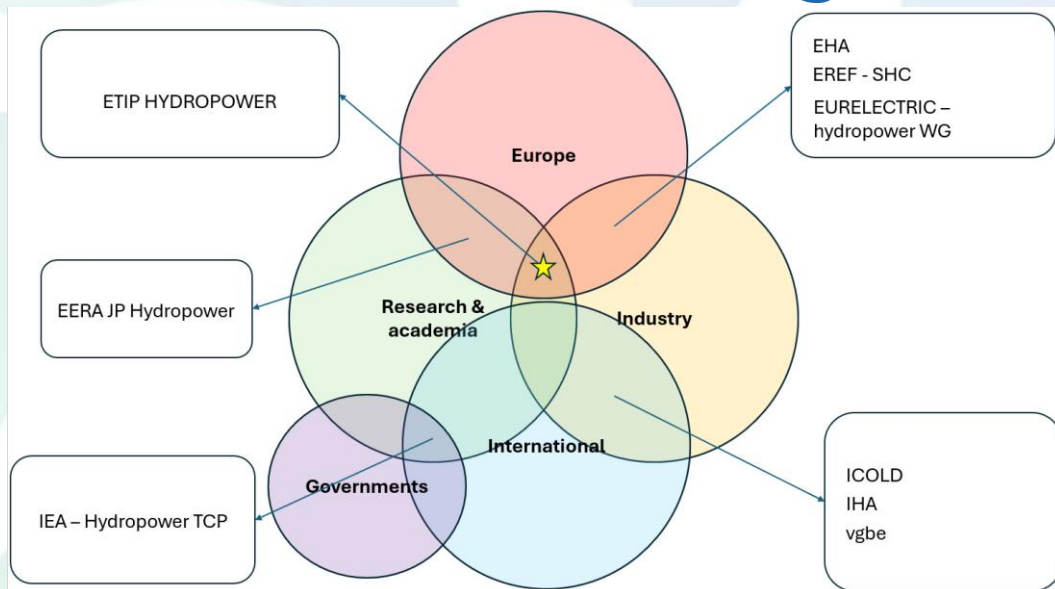 ETIP HYDROPOWER
EHA
EREF - SHC
EURELECTRIC –
hydropower WG
Europe
EERA JP Hydropower
Research &
academia
Industry
International
Governments
IEA – Hydropower TCP
ICOLD
IHA
vgbe